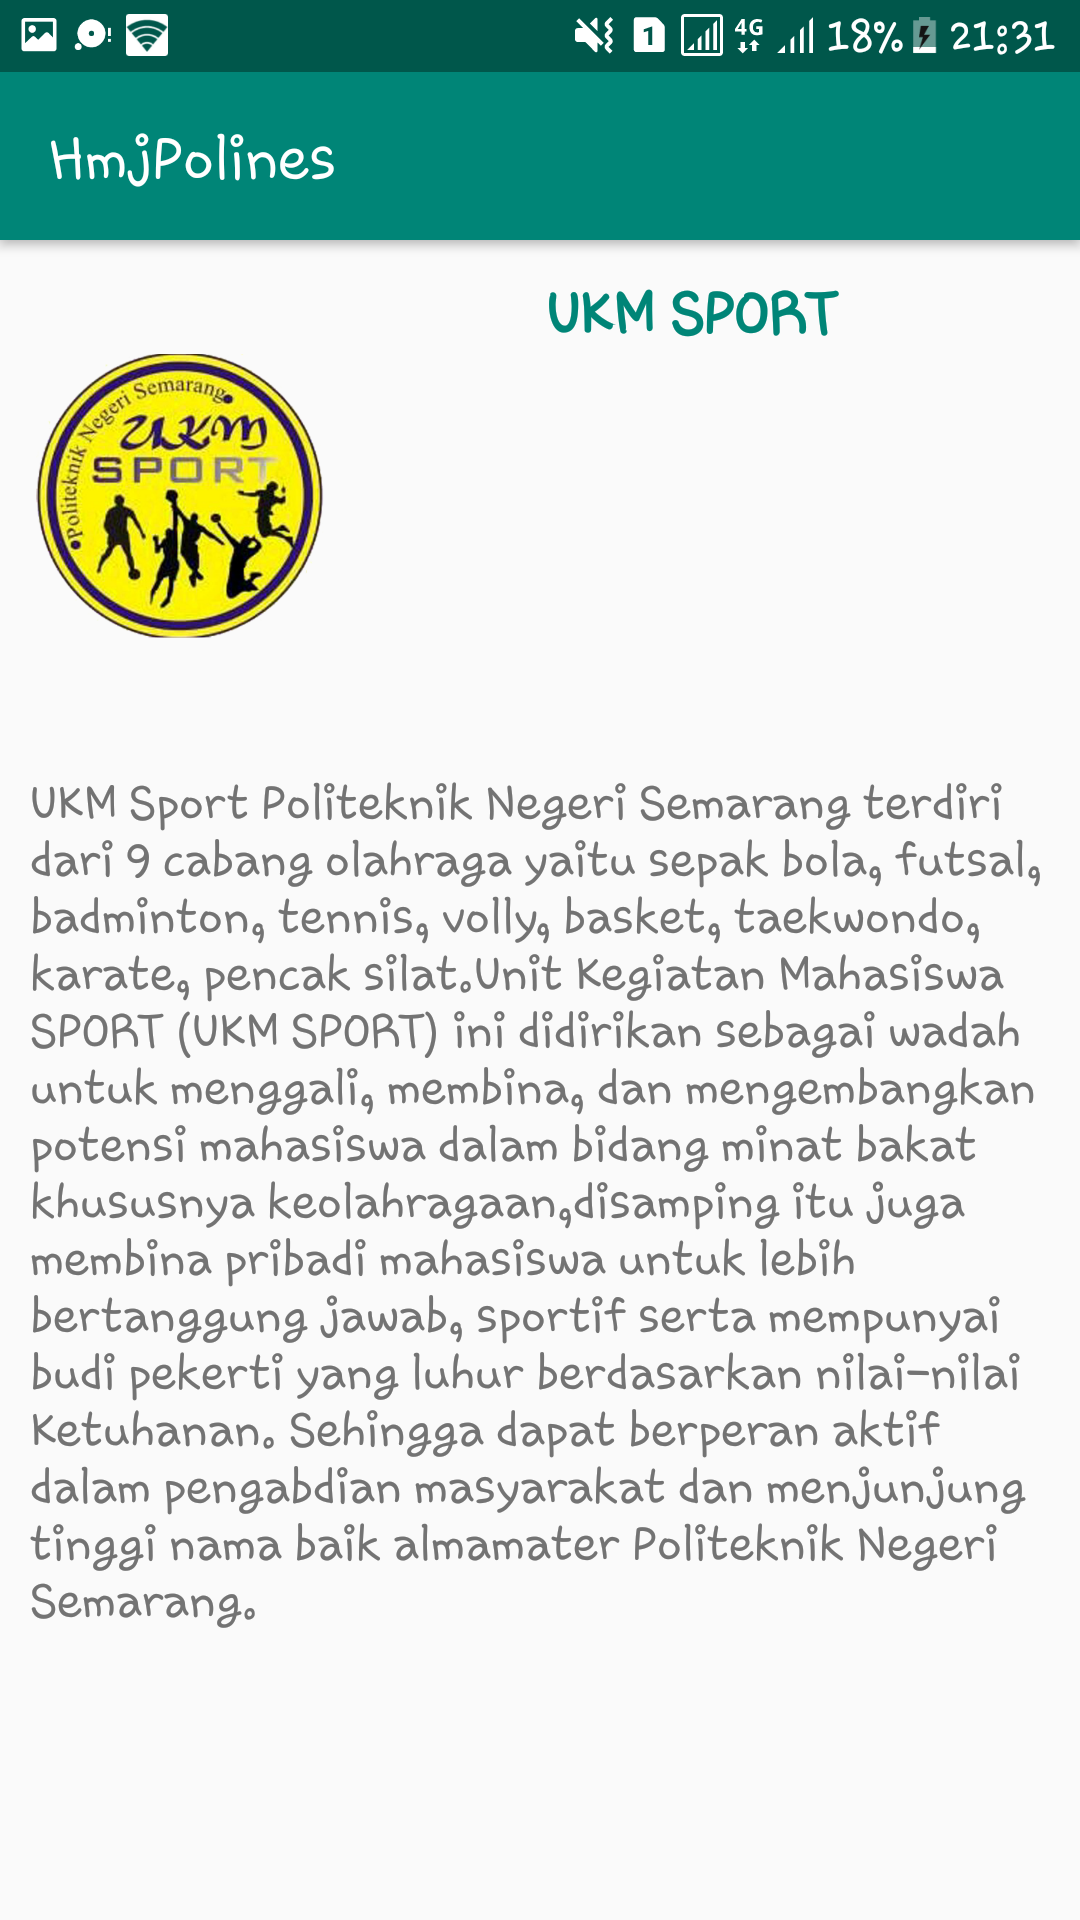 1 4G 18% 21:31
HmjPolines
UKM SPORT
Politeknik Negeri Semarang
UKM
SPORT
UKM Sport Politeknik Negeri Semarang terdiri
dari 9 cabang olahraga yaitu sepak bola, futsal,
badminton, tennis, volly, basket, taekwondo,
karate, pencak silat.Unit Kegiatan Mahasiswa
SPORT (UKM SPORT) ini didirikan sebagai wadah
untuk menggali, membina, dan mengembangkan
potensi mahasiswa dalam bidang minat bakat
khususnya keolahragaan,disamping itu juga
membina pribadi mahasiswa untuk lebih
bertanggung jawab, sportif serta mempunyai
budi pekerti yang luhur berdasarkan nilai-nilai
Ketuhanan. Sehingga dapat berperan aktif
dalam pengabdian masyarakat dan menjunjung
tinggi nama baik almamater Politeknik Negeri
Semarang.